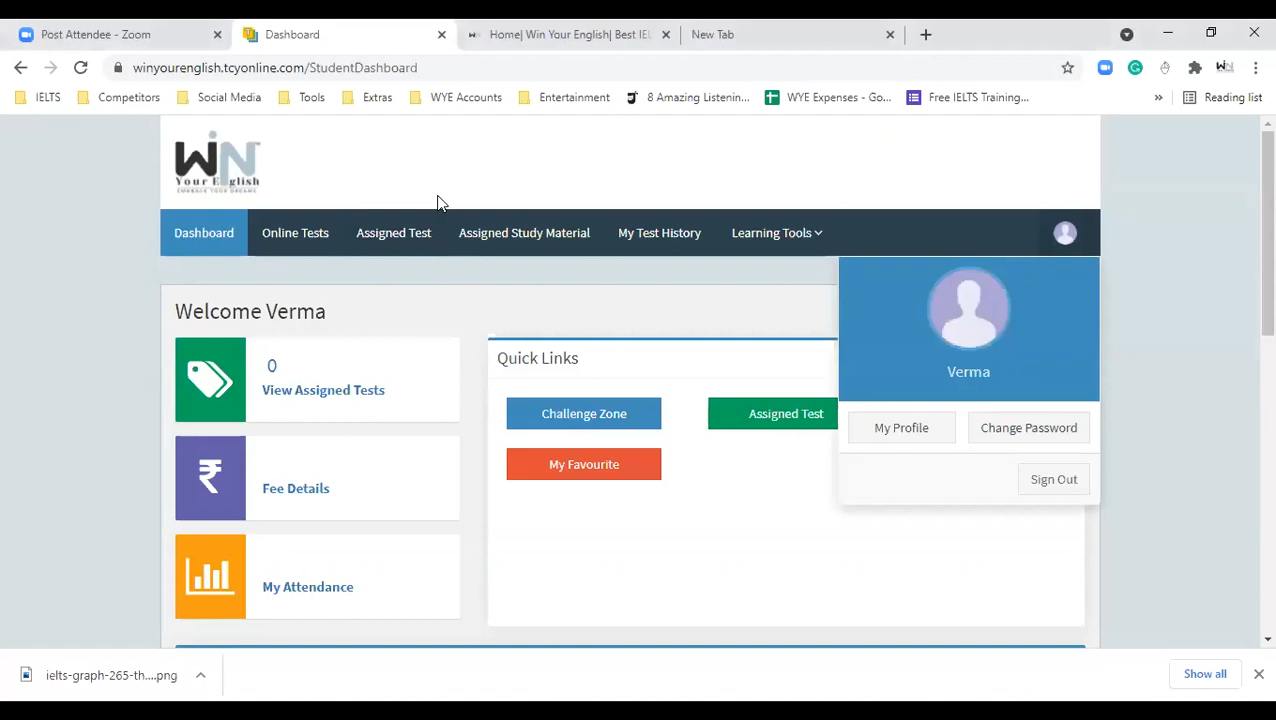 Post Attendee - Zoom
Dashboard
Home| Win Your English| Best IEL
New Tab
winyourenglish.tcyonline.com/StudentDashboard
IELTS
Competitors
Social Media
Tools
Extras
WYE Accounts
Entertainment
8 Amazing Listenin...
WYE Expenses - Go...
Free IELTS Training...
»
Reading list
WiN
Your English
EMBRACE YOUR DREAMS
Dashboard
Online Tests
Assigned Test
Assigned Study Material
My Test History
Learning Tools
Welcome Verma
0
View Assigned Tests
Fee Details
My Attendance
Quick Links
Challenge Zone
Assigned Test
My Favourite
Verma
My Profile
Change Password
Sign Out
ielts-graph-265-th....png
Show all